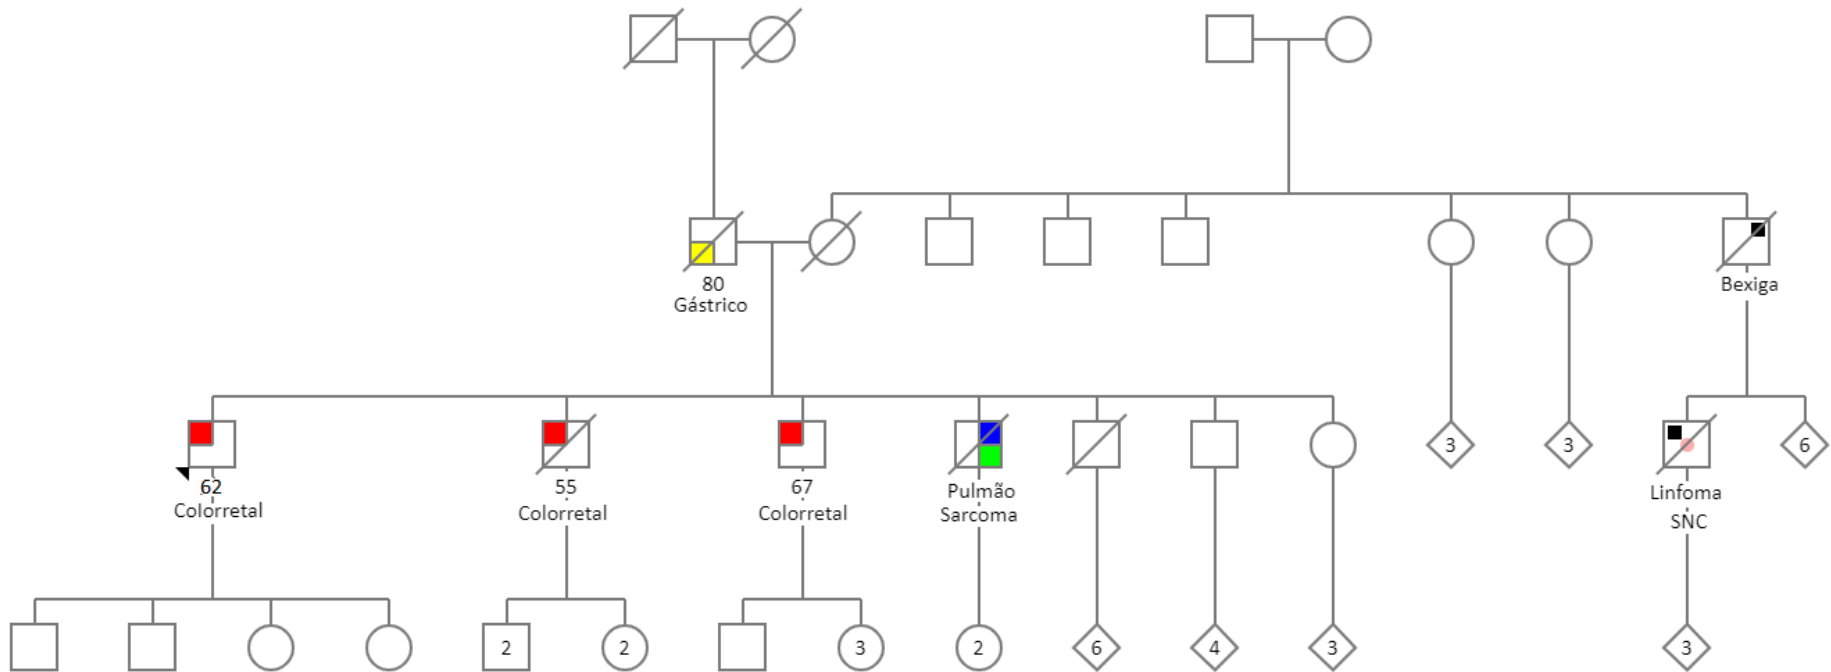 80
Gástrico
Bexiga
62
Colorretal
55
Colorretal
67
Colorretal
Pulmão
Sarcoma
3
3
Linfoma
SNC
6
2
2
3
2
6
4
3
3